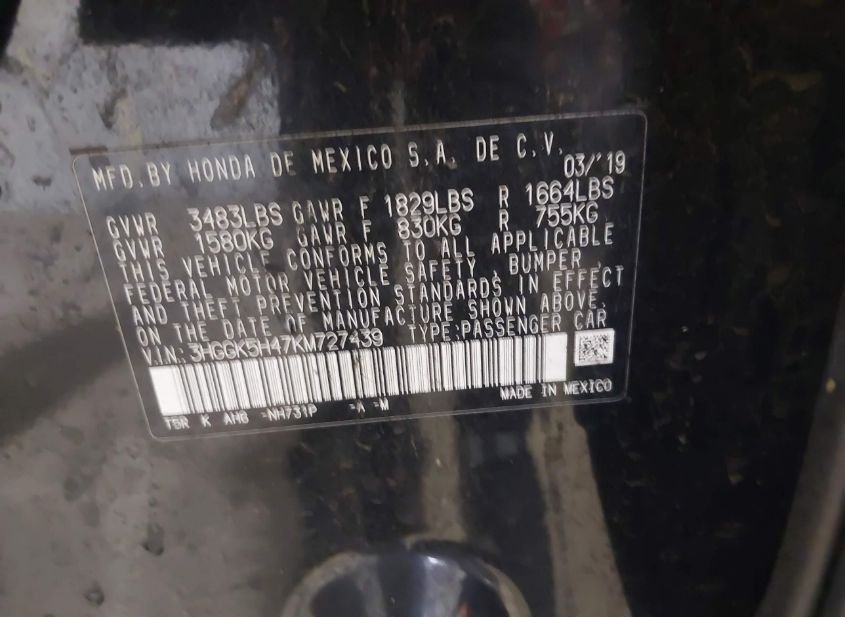 MFD. BY HONDA DE MEXICO S.A. DE C.V. 03/'19
GVWR 3483LBS GAWR F 1829LBS R 1664LBS
GVWR 1580KG GAWR F 830KG R 755KG
THIS VEHICLE CONFORMS TO ALL APPLICABLE
FEDERAL MOTOR VEHICLE SAFETY, BUMPER,
AND THEFT PREVENTION STANDARDS IN EFFECT
ON THE DATE OF MANUFACTURE SHOWN ABOVE.
V.I.N.:3HGGK5H47KM727439 TYPE:PASSENGER CAR
MADE IN MEXICO
T5R K AHG -NH731P -A -M